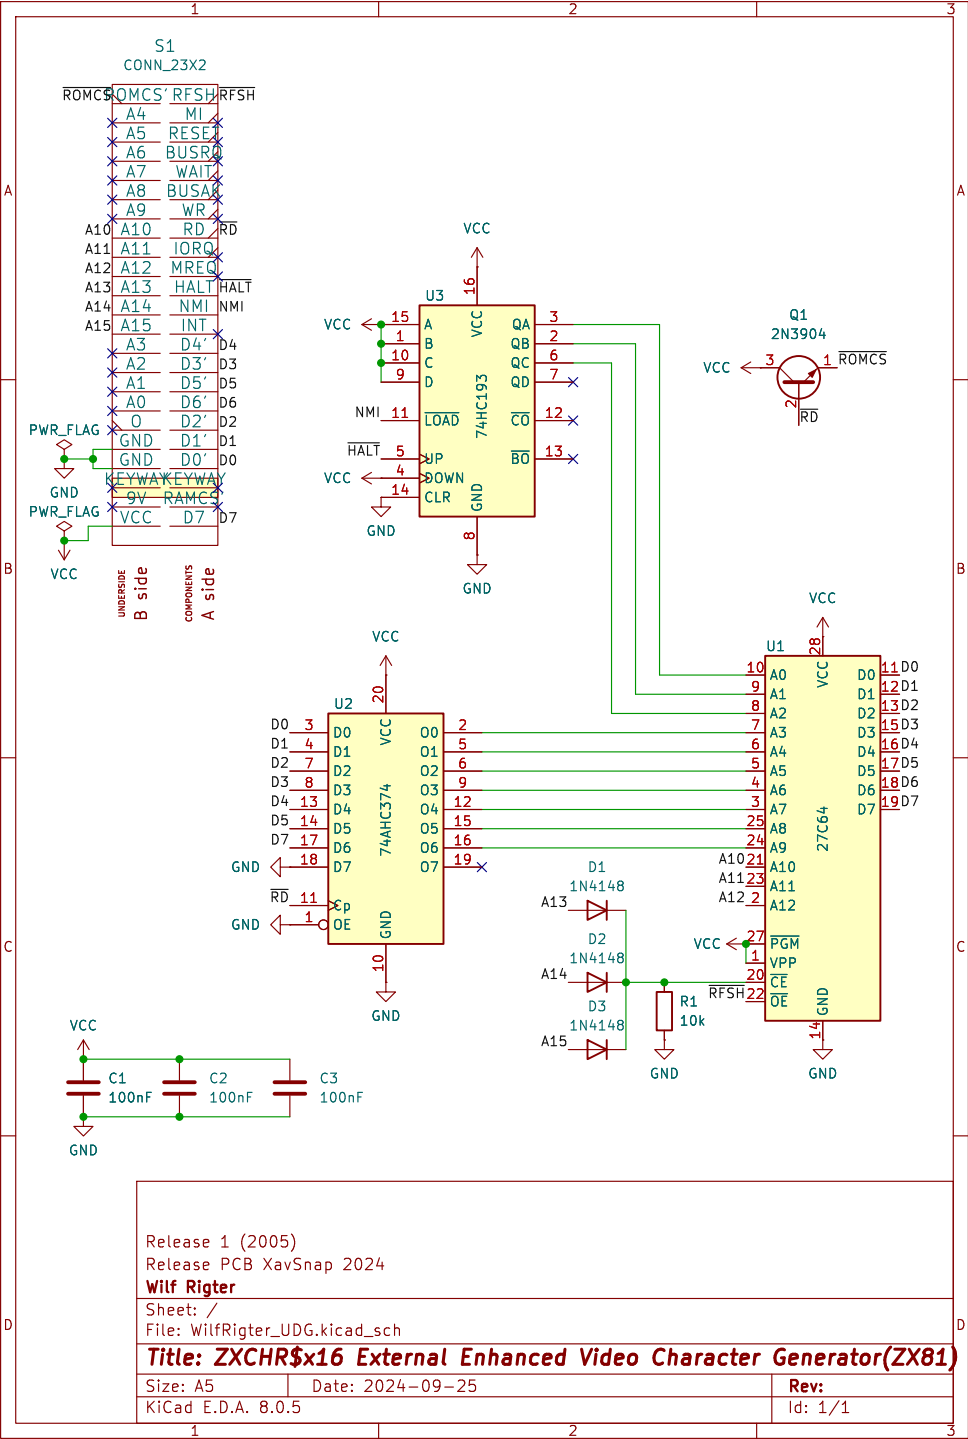 1 2 3
S1
CONN_23X2
ROMCS ROMCS' RFSH RFSH
A4 MI
A5 RESET
A6 BUSRQ
A7 WAIT
A8 BUSAK
A9 WR
A10 A10 RD RD
A11 A11 IORQ
A12 A12 MREQ
A13 A13 HALT HALT
A14 A14 NMI NMI
A15 A15 INT
A3 D4' D4
A2 D3' D3
A1 D5' D5
A0 D6' D6
O D2' D2
PWR_FLAG
GND D1' D1
GND D0' D0
GND
KEYWAY KEYWAY
9V RAMCS
PWR_FLAG
VCC D7 D7
VCC
UNDERSIDE
B side
COMPONENTS
A side
VCC
16
U3
VCC
VCC 15 A QA 3
1 B QB 2
10 C QC 6
9 D QD 7
74HC193
NMI 11 LOAD CO 12
HALT 5 UP BO 13
VCC 4 DOWN
14 CLR
GND
GND
8
GND
Q1
2N3904
VCC 3 1 ROMCS
2
RD
VCC
20
U2
VCC
D0 3 D0 O0 2
D1 4 D1 O1 5
D2 7 D2 O2 6
D3 8 D3 O3 9
D4 13 D4 O4 12
D5 14 D5 O5 15
D7 17 D6 O6 16
GND 18 D7 O7 19
74AHC374
RD 11 Cp
GND 1 OE
GND
10
GND
VCC
28
U1
VCC
10 A0 D0 11 D0
9 A1 D1 12 D1
8 A2 D2 13 D2
7 A3 D3 15 D3
6 A4 D4 16 D4
5 A5 D5 17 D5
4 A6 D6 18 D6
3 A7 D7 19 D7
25 A8
24 A9
27C64
A10 21 A10
A11 23 A11
A12 2 A12
VCC 27 PGM
1 VPP
20 CE
RFSH 22 OE
GND
14
GND
D1
1N4148
A13
D2
1N4148
A14
D3
1N4148
A15
R1
10k
GND
VCC
C1
100nF
C2
100nF
C3
100nF
GND
A
B
C
D
A
B
C
D
Release 1 (2005)
Release PCB XavSnap 2024
Wilf Rigter
Sheet: /
File: WilfRigter_UDG.kicad_sch
Title: ZXCHR$x16 External Enhanced Video Character Generator(ZX81)
Size: A5 Date: 2024-09-25 Rev:
KiCad E.D.A. 8.0.5 Id: 1/1
1 2 3